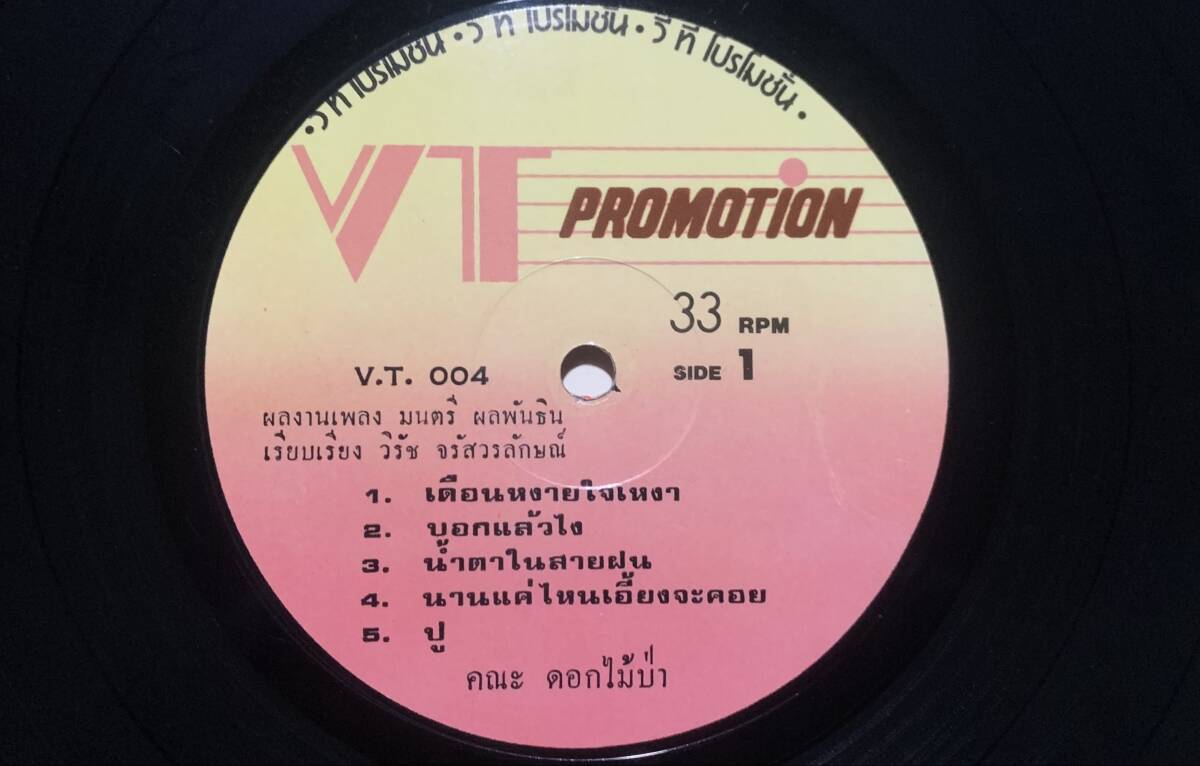 • วี ที โปรโมชั่น • วี ที โปรโมชั่น • วี ที โปรโมชั่น •
VT
PROMOTION
33 RPM
SIDE 1
V.T. 004
ผลงานเพลง มนตรี ผลพันธิน
เรียบเรียง วิรัช จรัสวรลักษณ์
1. เดือนหงายใจเหงา
2. บอกแล้วไง
3. น้ำตาในสายฝน
4. นานแค่ไหนเอื้ยงจะคอย
5. ปู
คณะ ดอกไม้ป่า